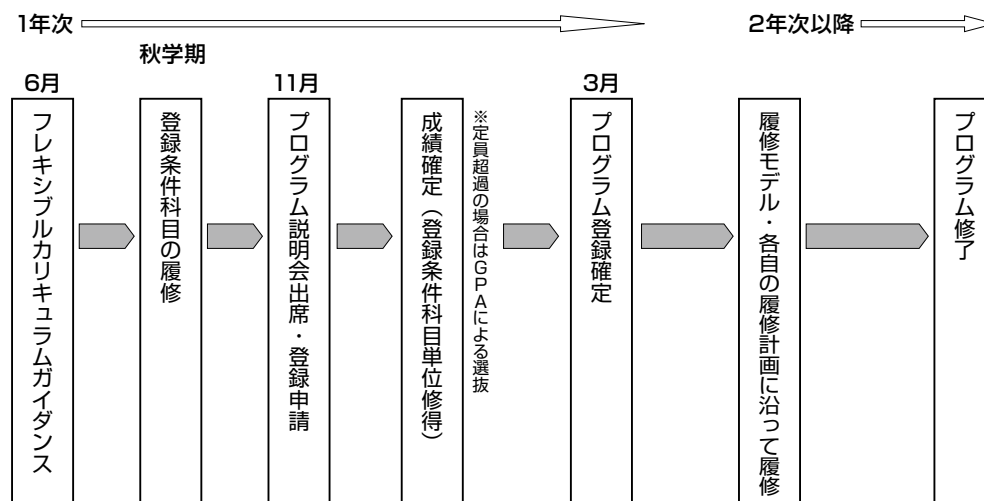 1年次
2年次以降
秋学期
6月
11月
3月
フレキシブルカリキュラムガイダンス
登録条件科目の履修
プログラム説明会出席・登録申請
成績確定（登録条件科目単位修得）
※定員超過の場合はGPAによる選抜
プログラム登録確定
履修モデル・各自の履修計画に沿って履修
プログラム修了